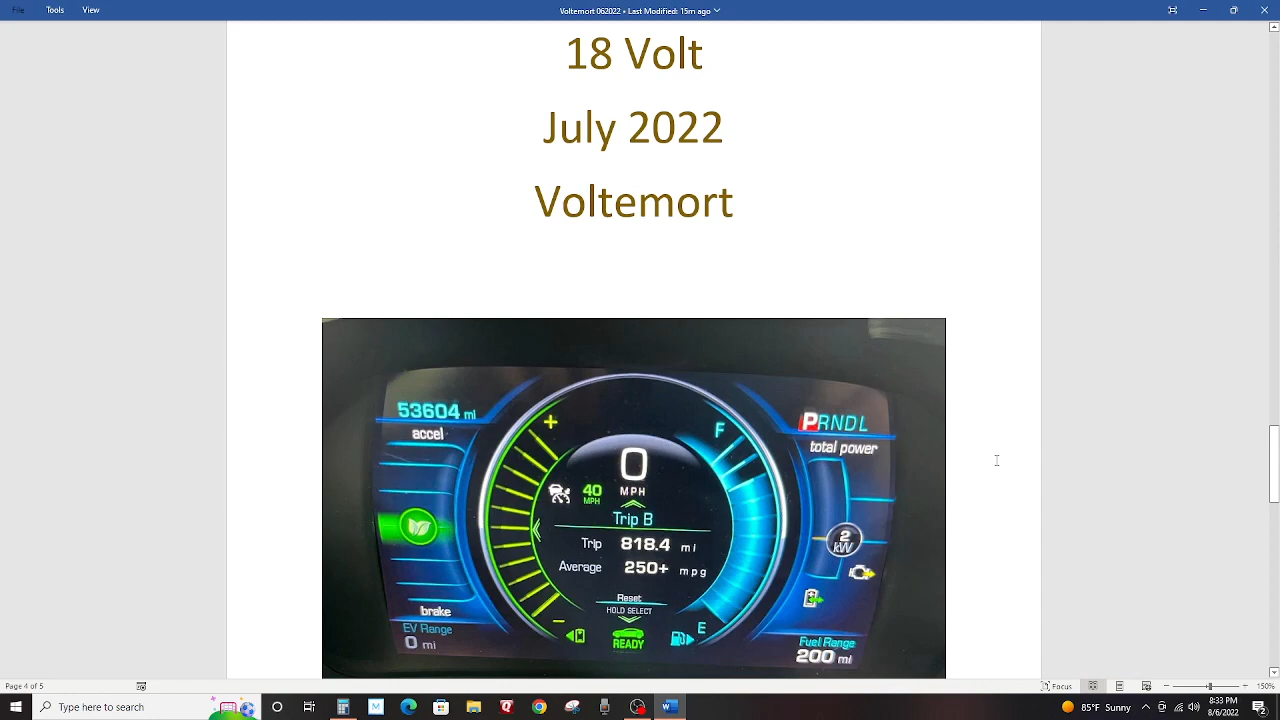 File Tools View Voltemort 062022 • Last Modified: 15m ago
18 Volt
July 2022
Voltemort
53604 mi
accel
+
F
PRNDL
total power
0
MPH
40
MPH
Trip B
Trip 818.4 mi
Average 250+ mpg
2
kW
Reset
HOLD SELECT
brake
–
E
READY
EV Range
0 mi
Fuel Range
200 mi
Page 4 of 5 Focus 150%
Type here to search 85°F Sunny 8:33 PM
8/6/2022